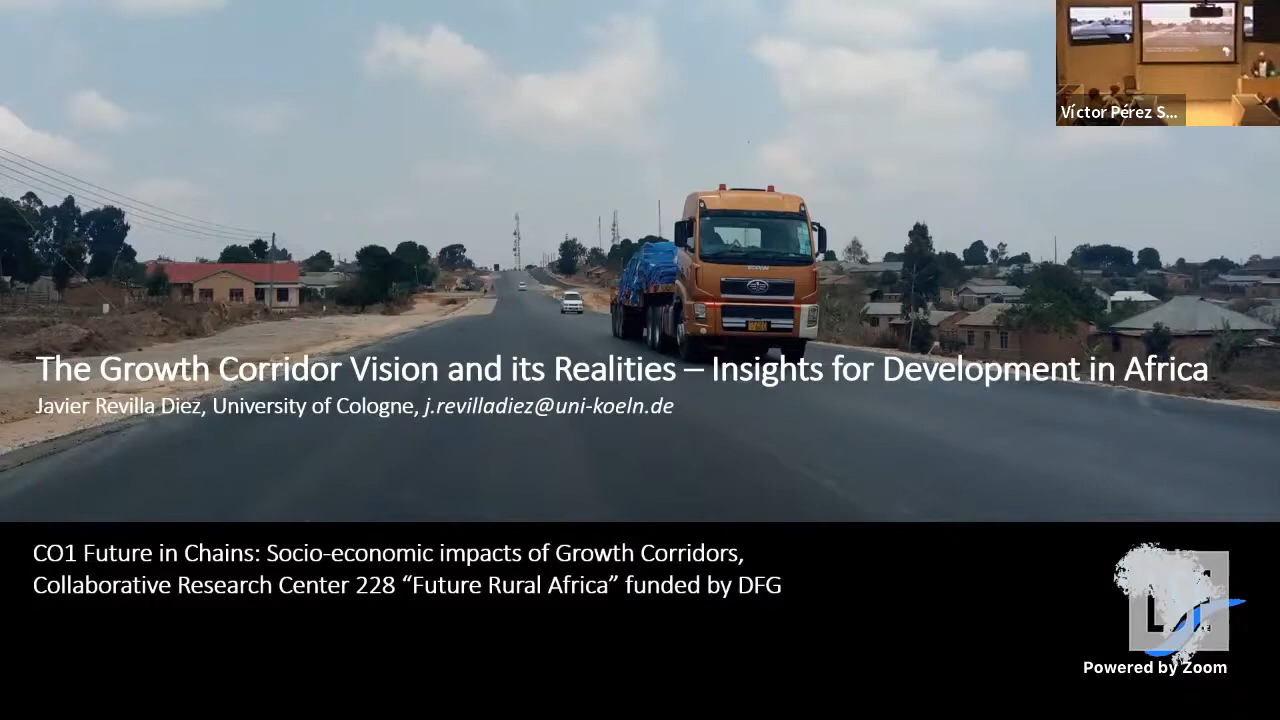 Víctor Pérez S...
The Growth Corridor Vision and its Realities – Insights for Development in Africa
Javier Revilla Diez, University of Cologne, j.revilladiez@uni-koeln.de
CO1 Future in Chains: Socio-economic impacts of Growth Corridors,
Collaborative Research Center 228 “Future Rural Africa” funded by DFG
Powered by Zoom